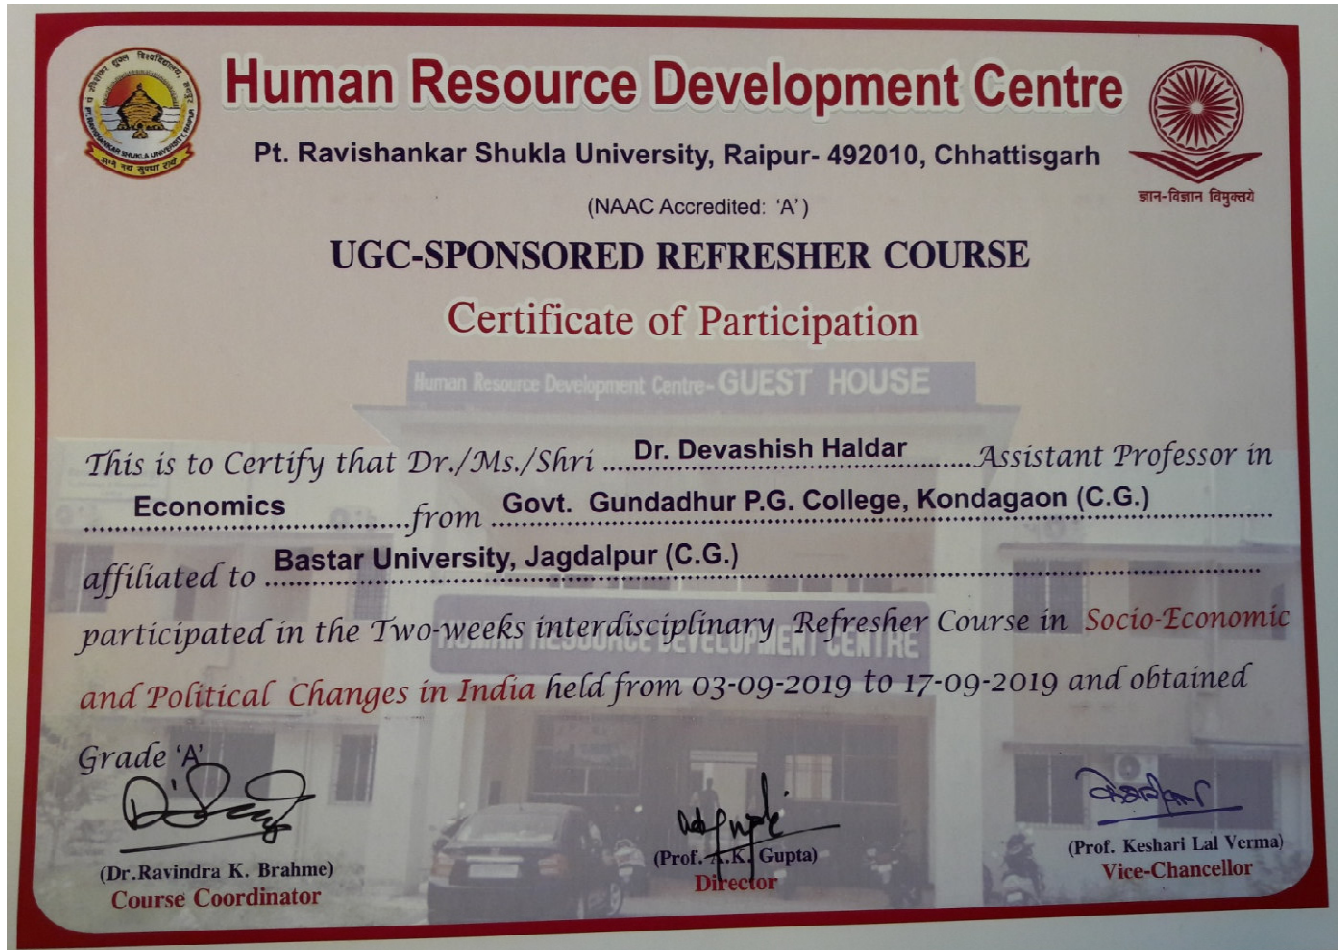 Human Resource Development Centre
Pt. Ravishankar Shukla University, Raipur- 492010, Chhattisgarh
ज्ञान-विज्ञान विमुक्तये
(NAAC Accredited: ‘A’)
UGC-SPONSORED REFRESHER COURSE
Certificate of Participation
Human Resource Development Centre- GUEST HOUSE
This is to Certify that Dr./Ms./Shri Dr. Devashish Haldar Assistant Professor in
Economics from Govt. Gundadhur P.G. College, Kondagaon (C.G.)
affiliated to Bastar University, Jagdalpur (C.G.)
participated in the Two-weeks interdisciplinary Refresher Course in Socio-Economic
HUMAN RESOURCE DEVELOPMENT CENTRE
and Political Changes in India held from 03-09-2019 to 17-09-2019 and obtained
Grade ‘A’
(Dr.Ravindra K. Brahme)
Course Coordinator
(Prof. A.K. Gupta)
Director
(Prof. Keshari Lal Verma)
Vice-Chancellor